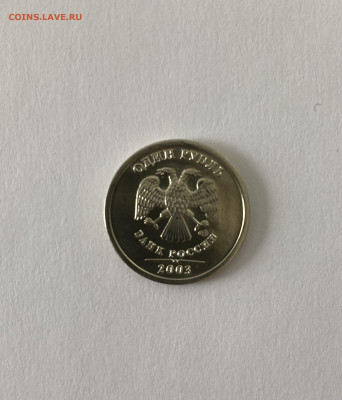 COINS.LAVE.RU
ОДИН РУБЛЬ
БАНК РОССИИ
2003